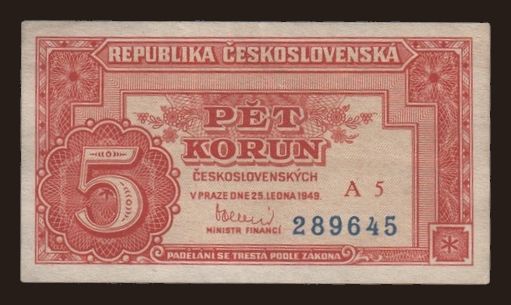 REPUBLIKA ČESKOSLOVENSKÁ
5
PĚT
KORUN
ČESKOSLOVENSKÝCH
V PRAZE DNE 25. LEDNA 1949.
A 5
MINISTR FINANCÍ
289645
PADĚLÁNÍ SE TRESTÁ PODLE ZÁKONA